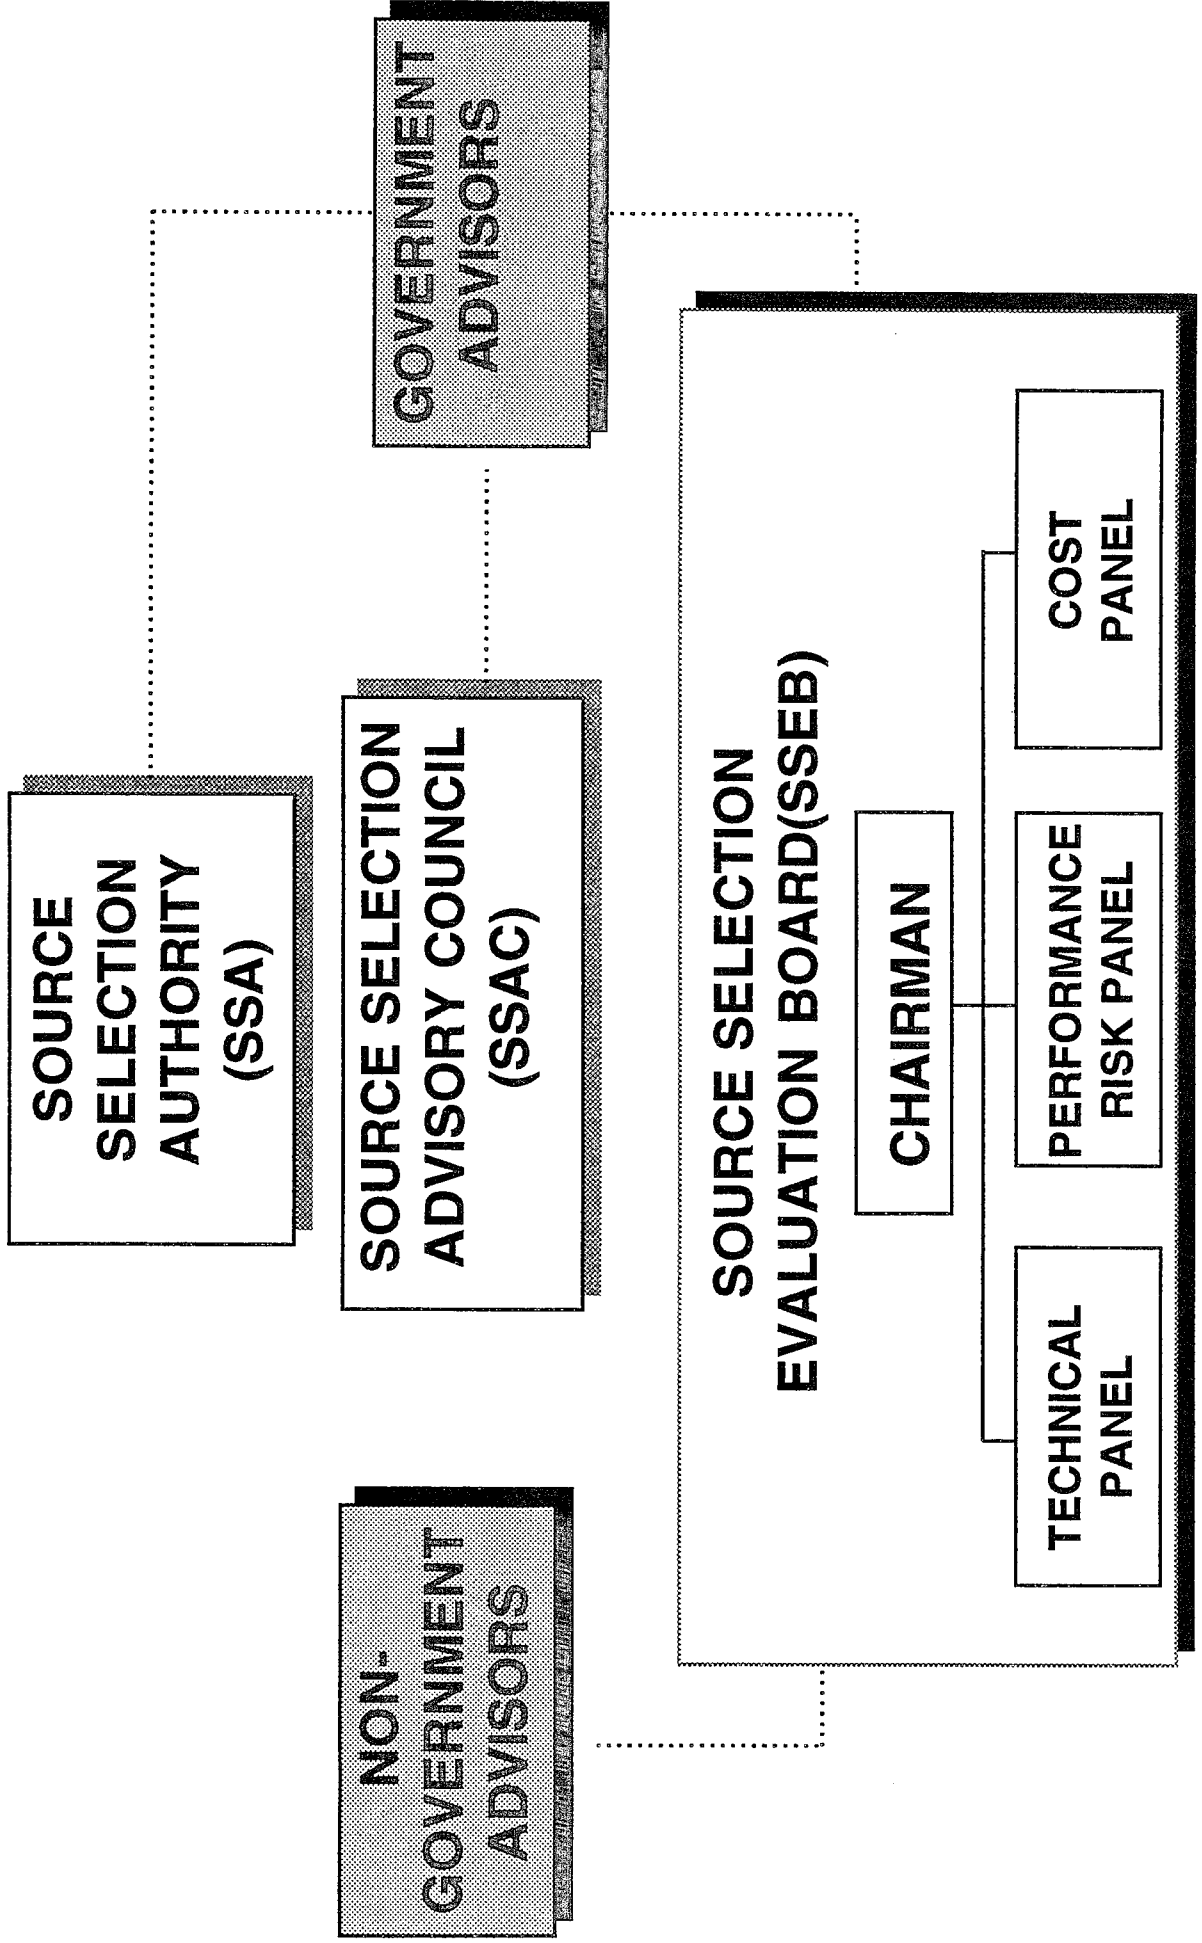 SOURCE
SELECTION
AUTHORITY
(SSA)
NON-
GOVERNMENT
ADVISORS
SOURCE SELECTION
ADVISORY COUNCIL
(SSAC)
GOVERNMENT
ADVISORS
SOURCE SELECTION
EVALUATION BOARD(SSEB)
CHAIRMAN
TECHNICAL
PANEL
PERFORMANCE
RISK PANEL
COST
PANEL